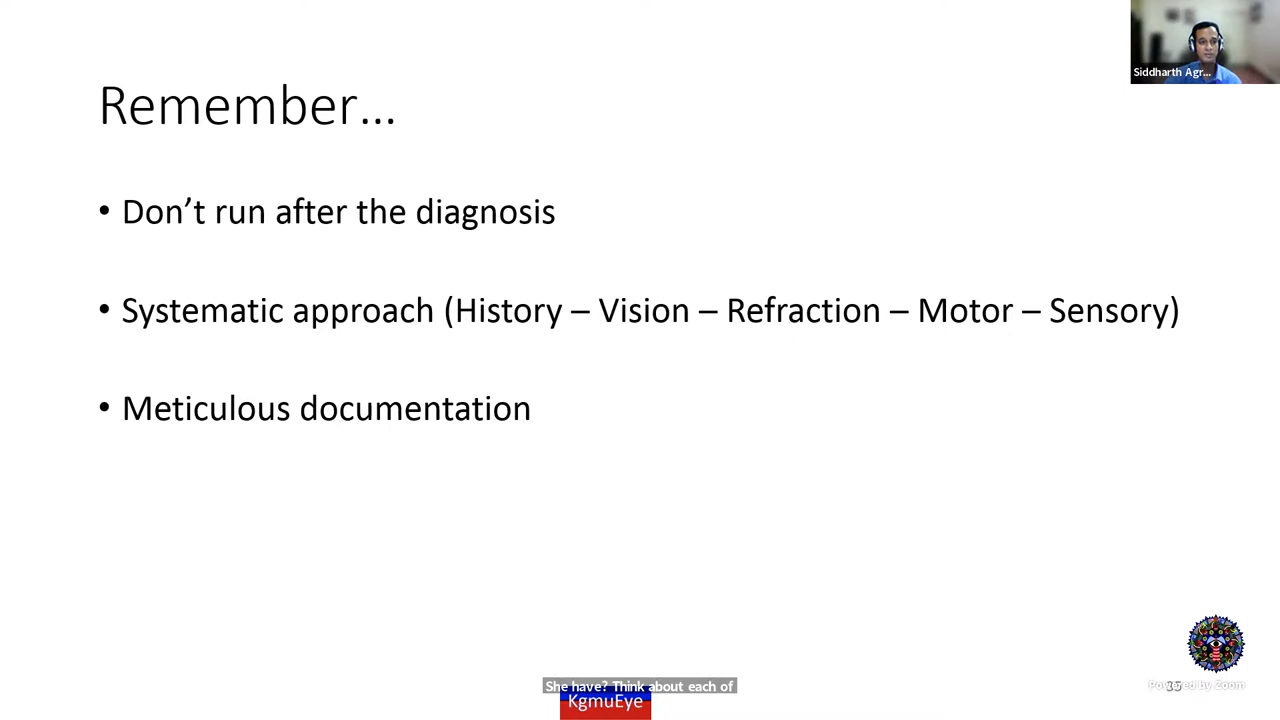 Siddharth Agr...
Remember...
• Don’t run after the diagnosis
• Systematic approach (History – Vision – Refraction – Motor – Sensory)
• Meticulous documentation
She have? Think about each of
KgmuEye
Powered by Zoom